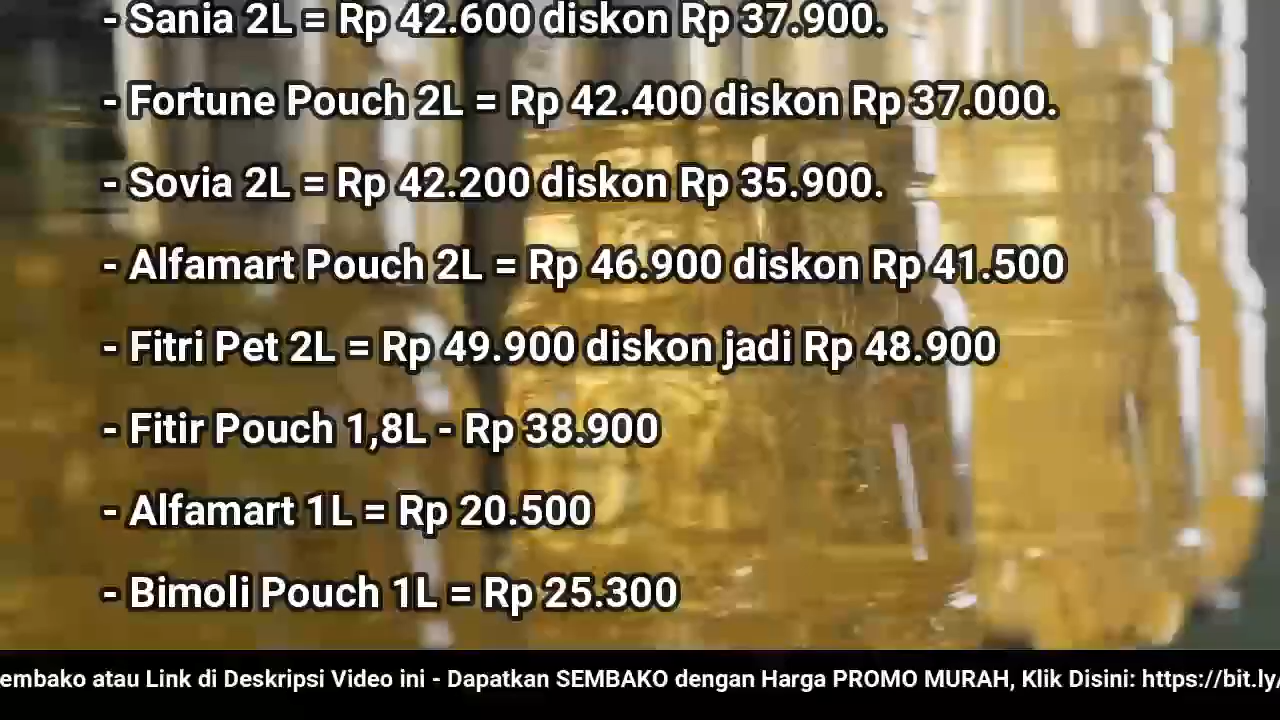 - Sania 2L = Rp 42.600 diskon Rp 37.900.
- Fortune Pouch 2L = Rp 42.400 diskon Rp 37.000.
- Sovia 2L = Rp 42.200 diskon Rp 35.900.
- Alfamart Pouch 2L = Rp 46.900 diskon Rp 41.500
- Fitri Pet 2L = Rp 49.900 diskon jadi Rp 48.900
- Fitir Pouch 1,8L - Rp 38.900
- Alfamart 1L = Rp 20.500
- Bimoli Pouch 1L = Rp 25.300
embako atau Link di Deskripsi Video ini - Dapatkan SEMBAKO dengan Harga PROMO MURAH, Klik Disini: https://bit.ly/